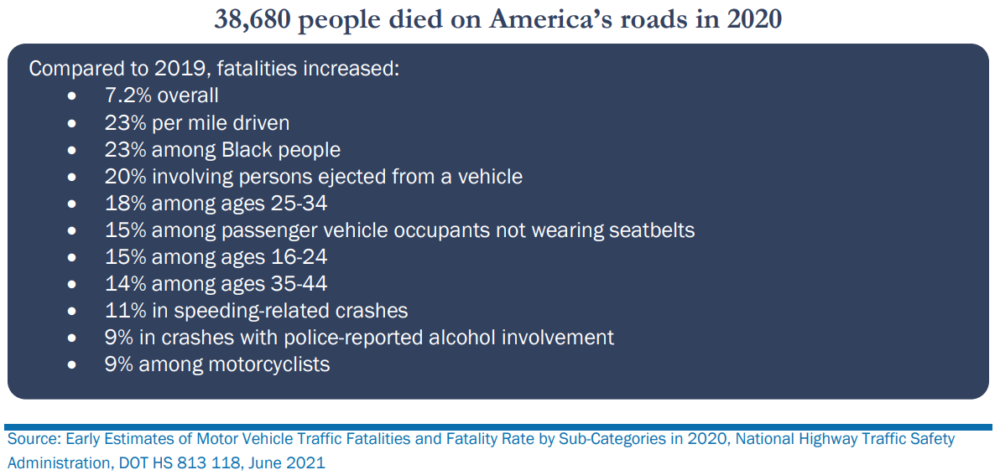 38,680 people died on America's roads in 2020
Compared to 2019, fatalities increased:
• 7.2% overall
• 23% per mile driven
• 23% among Black people
• 20% involving persons ejected from a vehicle
• 18% among ages 25-34
• 15% among passenger vehicle occupants not wearing seatbelts
• 15% among ages 16-24
• 14% among ages 35-44
• 11% in speeding-related crashes
• 9% in crashes with police-reported alcohol involvement
• 9% among motorcyclists
Source: Early Estimates of Motor Vehicle Traffic Fatalities and Fatality Rate by Sub-Categories in 2020, National Highway Traffic Safety
Administration, DOT HS 813 118, June 2021